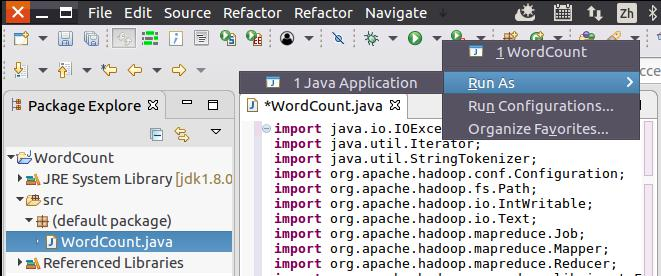 File Edit Source Refactor Refactor Navigate Zh
1 WordCount
1 Java Application
Run As
Run Configurations...
Organize Favorites...
Package Explore
*WordCount.java
WordCount
JRE System Library [jdk1.8.0
src
(default package)
WordCount.java
Referenced Libraries
import java.io.IOExce
import java.util.Iterator;
import java.util.StringTokenizer;
import org.apache.hadoop.conf.Configuration;
import org.apache.hadoop.fs.Path;
import org.apache.hadoop.io.IntWritable;
import org.apache.hadoop.io.Text;
import org.apache.hadoop.mapreduce.Job;
import org.apache.hadoop.mapreduce.Mapper;
import org.apache.hadoop.mapreduce.Reducer;